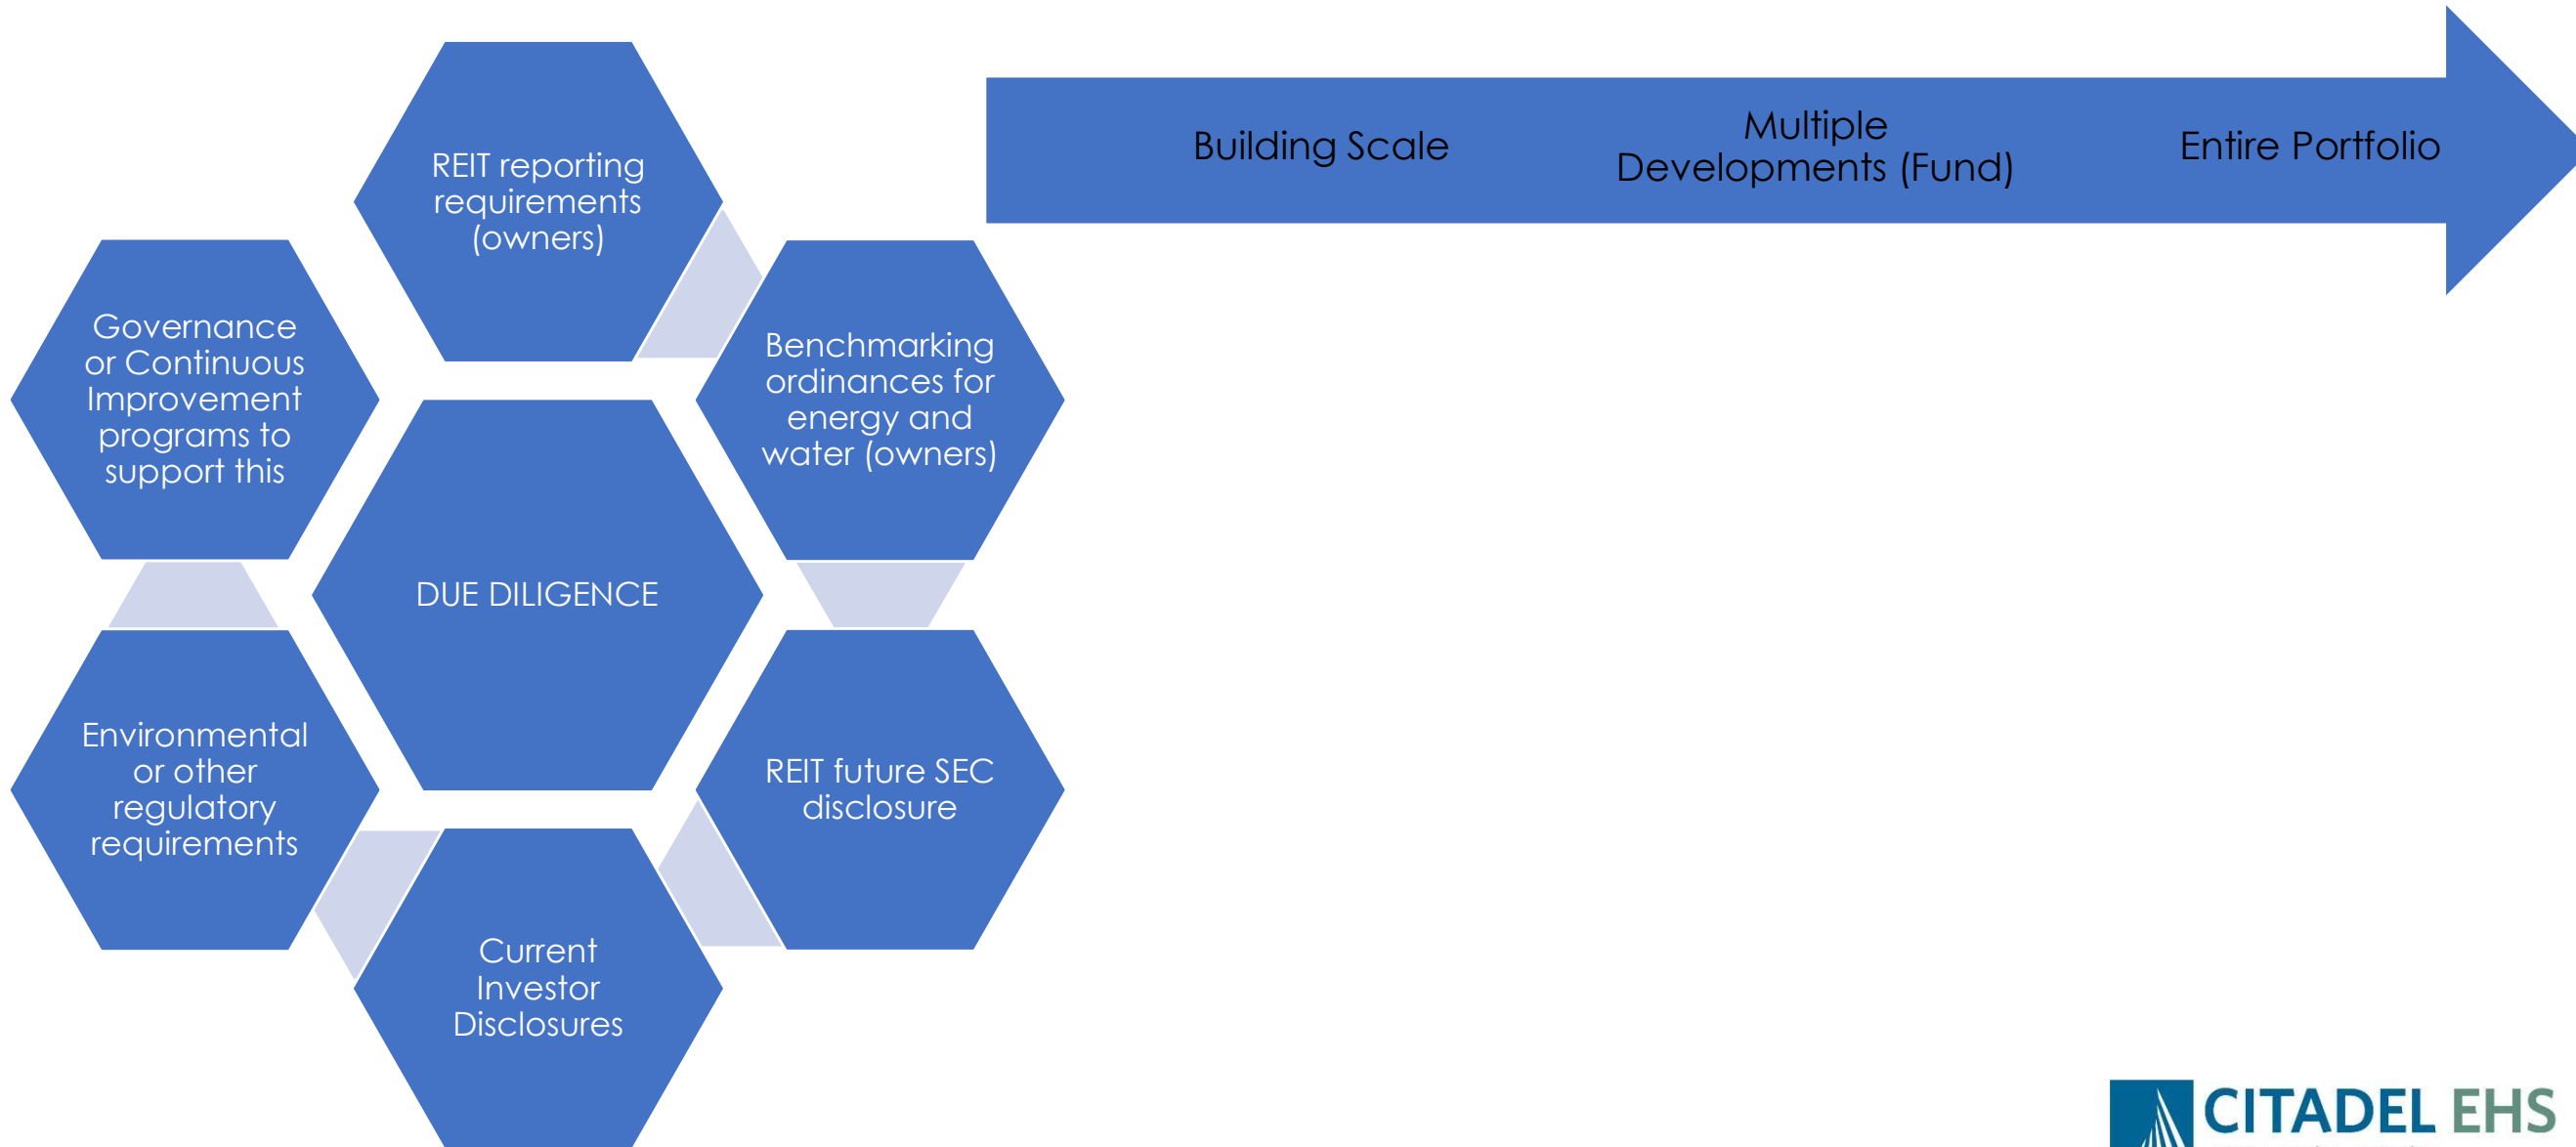 REIT reporting
requirements
(owners)
Building Scale
Multiple
Developments (Fund)
Entire Portfolio
Governance
or Continuous
Improvement
programs to
support this
Benchmarking
ordinances for
energy and
water (owners)
DUE DILIGENCE
Environmental
or other
regulatory
requirements
REIT future SEC
disclosure
Current
Investor
Disclosures
CITADEL EHS